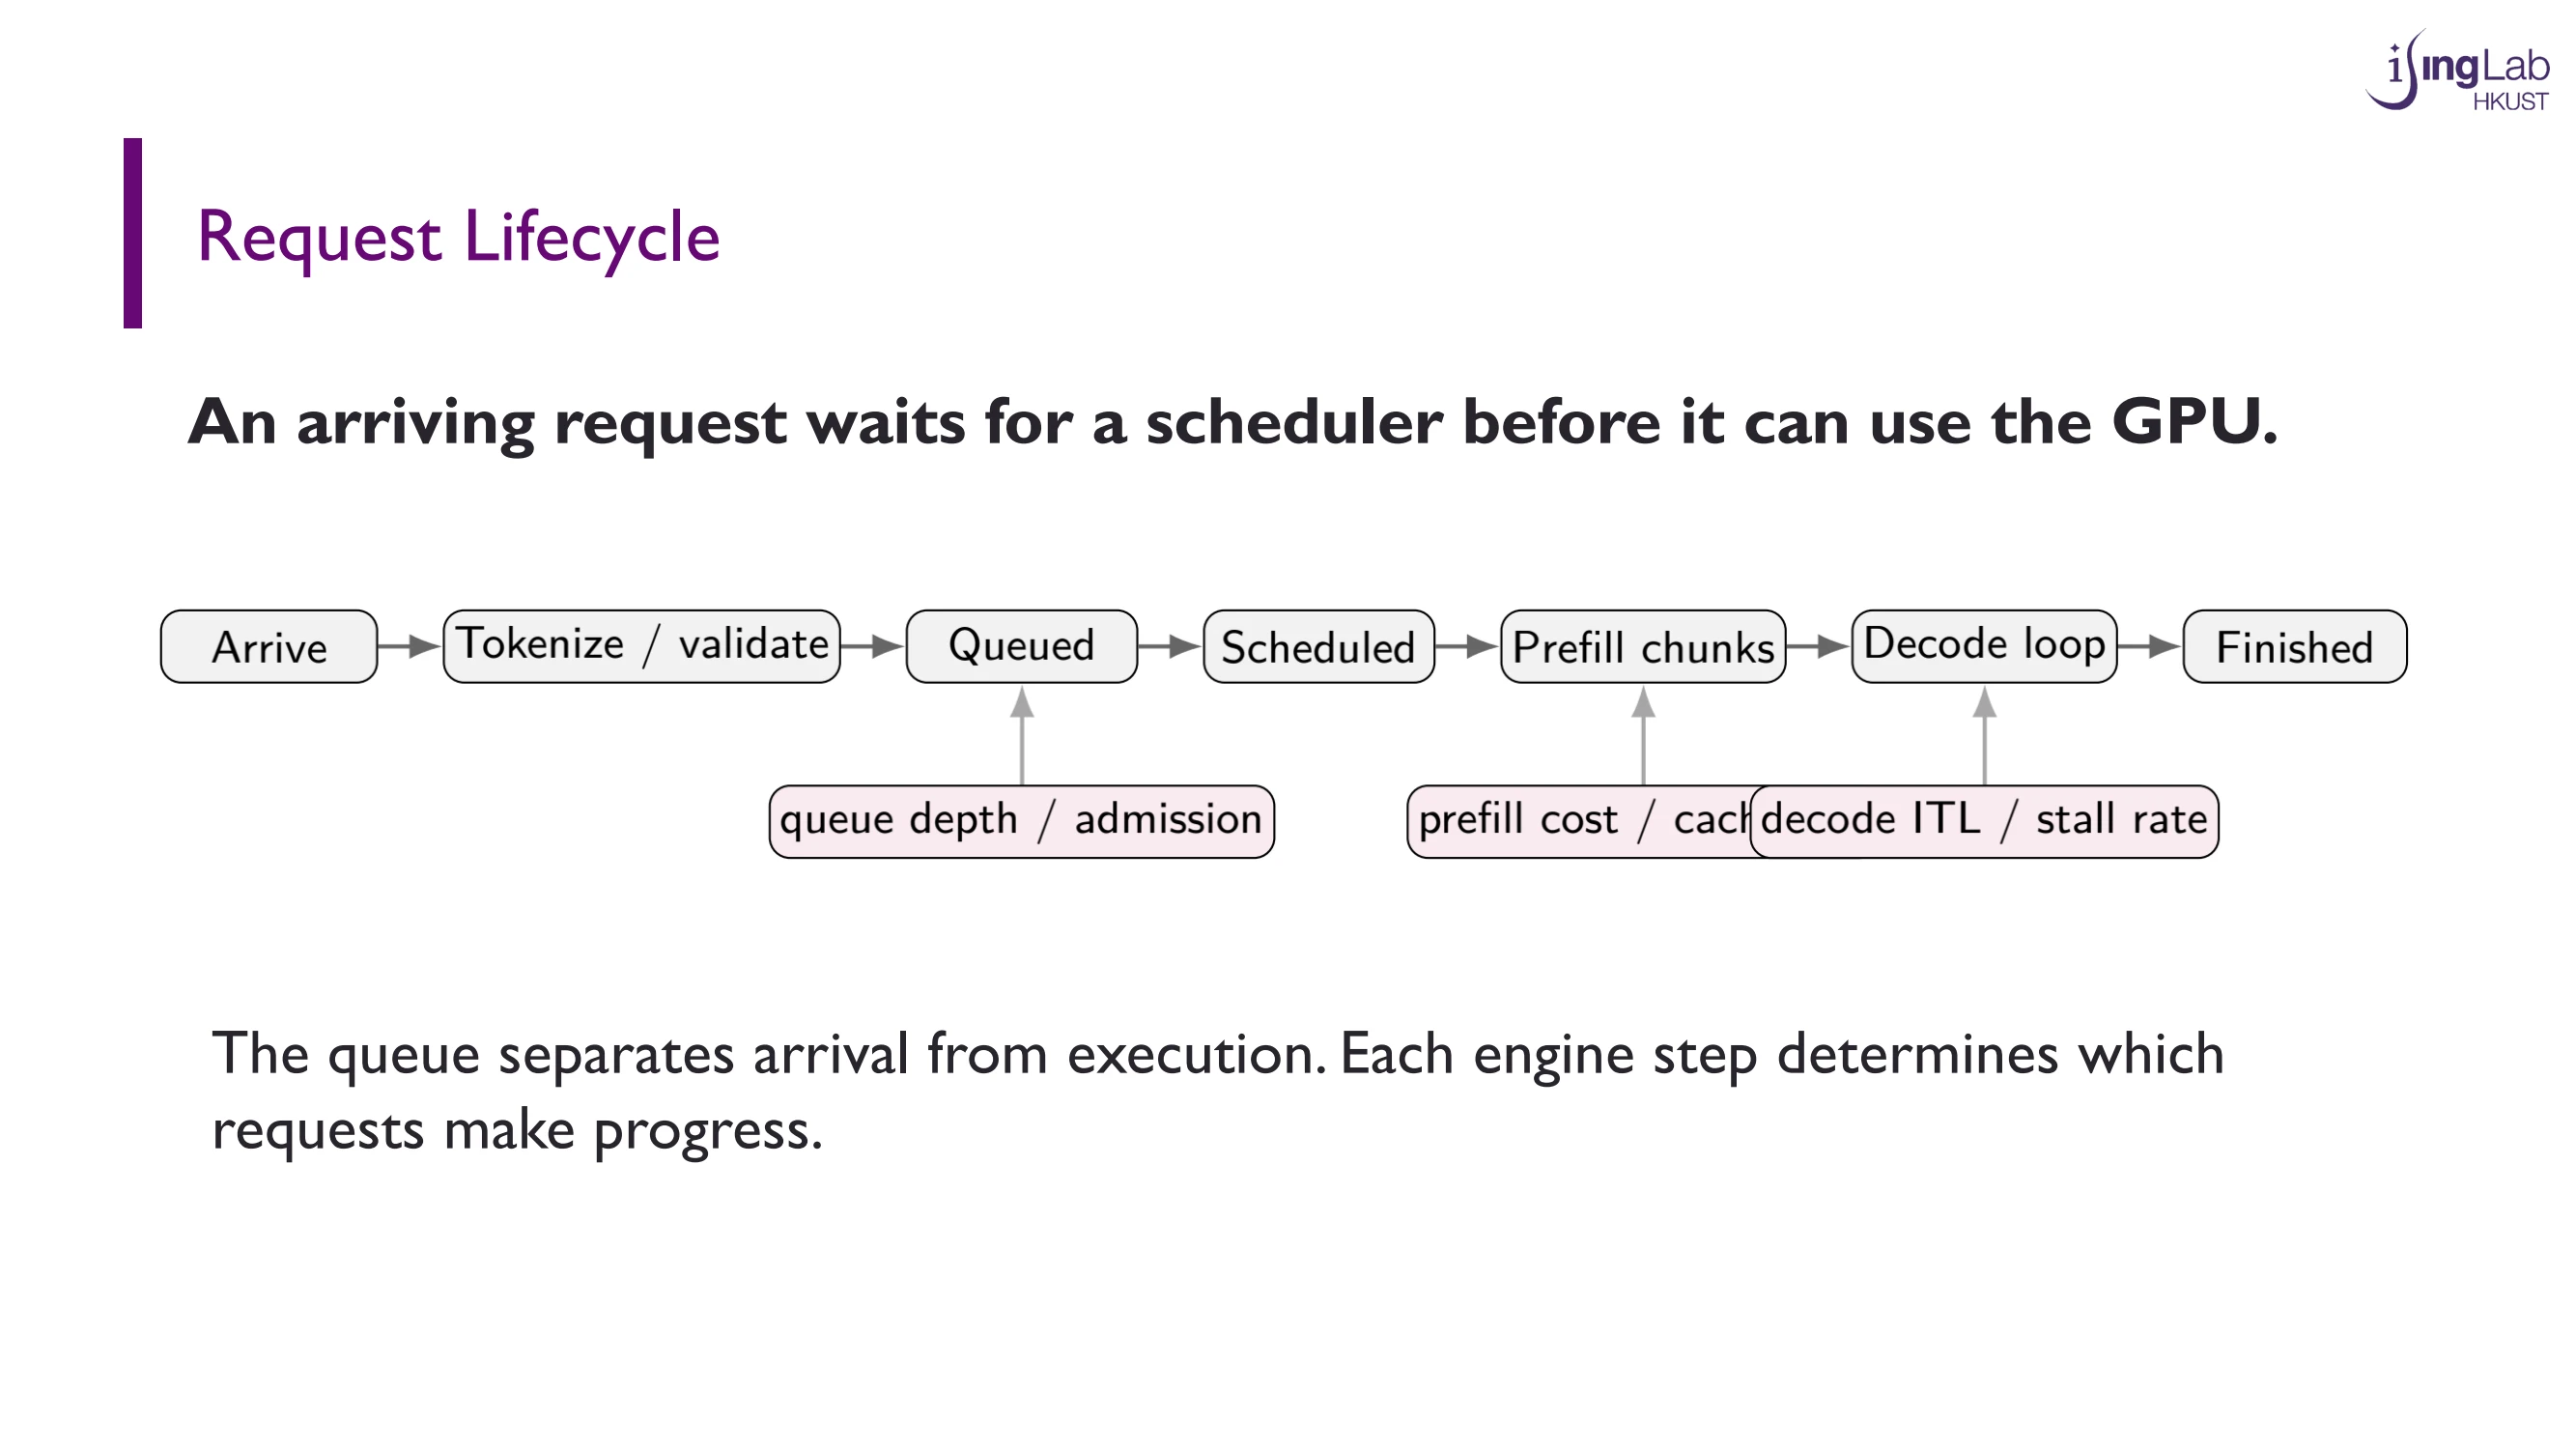 iSingLab
HKUST
Request Lifecycle
An arriving request waits for a scheduler before it can use the GPU.
Arrive
Tokenize / validate
Queued
Scheduled
Prefill chunks
Decode loop
Finished
queue depth / admission
prefill cost /
decode ITL / stall rate
The queue separates arrival from execution. Each engine step determines which
requests make progress.